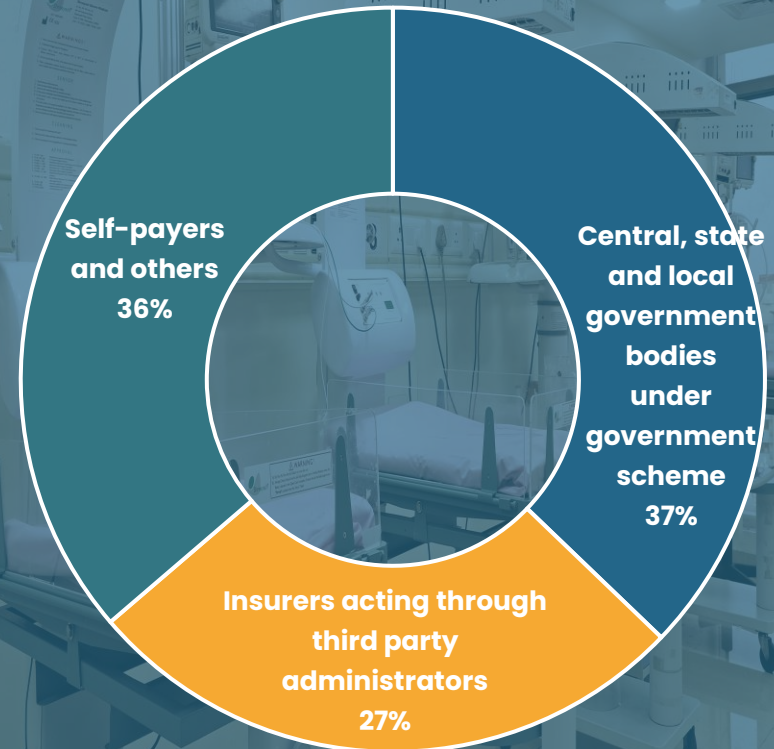 Self-payers
and others
36%
Central, state
and local
government
bodies
under
government
scheme
37%
Insurers acting through
third party
administrators
27%